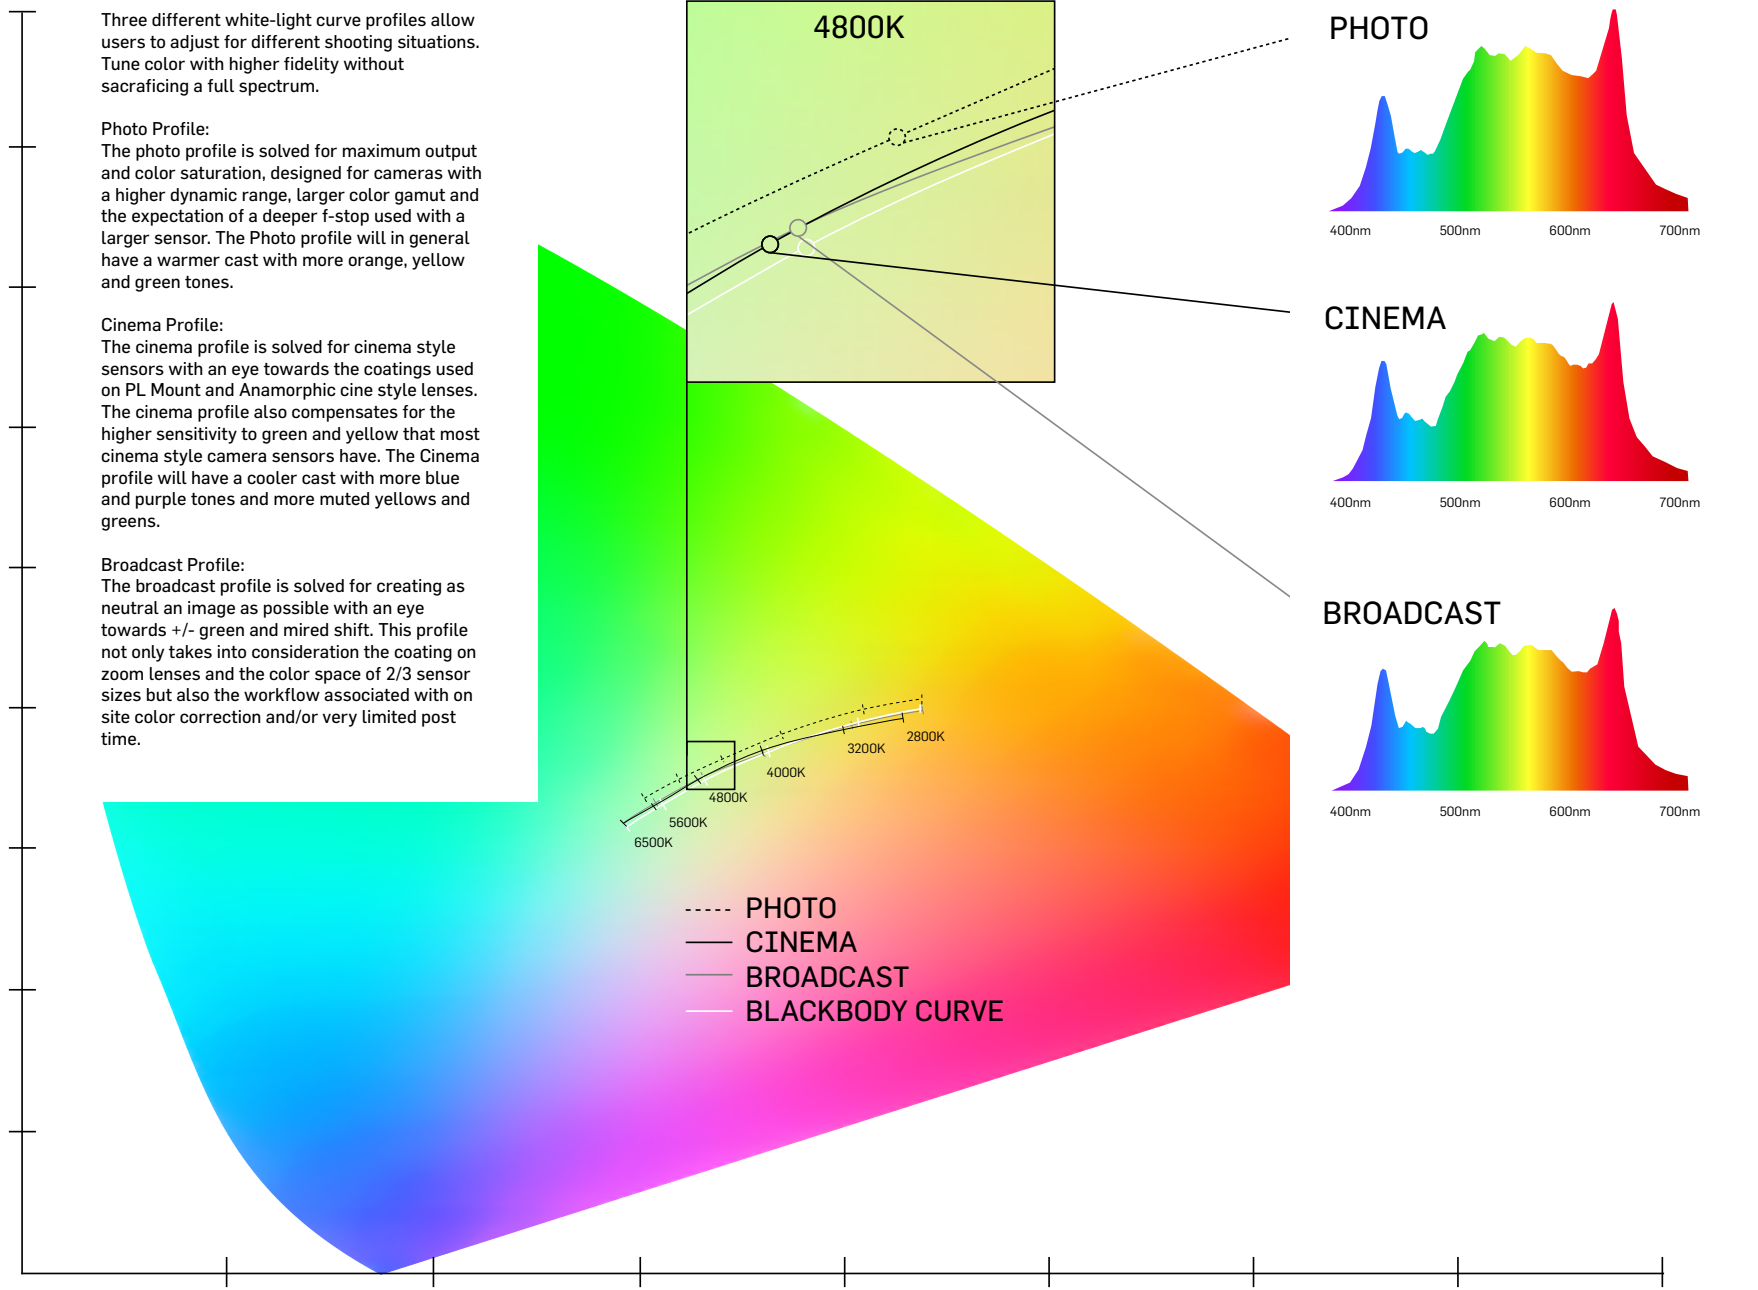 Three different white-light curve profiles allow
users to adjust for different shooting situations.
Tune color with higher fidelity without
sacraficing a full spectrum.
Photo Profile:
The photo profile is solved for maximum output
and color saturation, designed for cameras with
a higher dynamic range, larger color gamut and
the expectation of a deeper f-stop used with a
larger sensor. The Photo profile will in general
have a warmer cast with more orange, yellow
and green tones.
Cinema Profile:
The cinema profile is solved for cinema style
sensors with an eye towards the coatings used
on PL Mount and Anamorphic cine style lenses.
The cinema profile also compensates for the
higher sensitivity to green and yellow that most
cinema style camera sensors have. The Cinema
profile will have a cooler cast with more blue
and purple tones and more muted yellows and
greens.
Broadcast Profile:
The broadcast profile is solved for creating as
neutral an image as possible with an eye
towards +/- green and mired shift. This profile
not only takes into consideration the coating on
zoom lenses and the color space of 2/3 sensor
sizes but also the workflow associated with on
site color correction and/or very limited post
time.
4800K
2800K
3200K
4000K
4800K
5600K
6500K
PHOTO
CINEMA
BROADCAST
BLACKBODY CURVE
PHOTO
400nm 500nm 600nm 700nm
CINEMA
400nm 500nm 600nm 700nm
BROADCAST
400nm 500nm 600nm 700nm